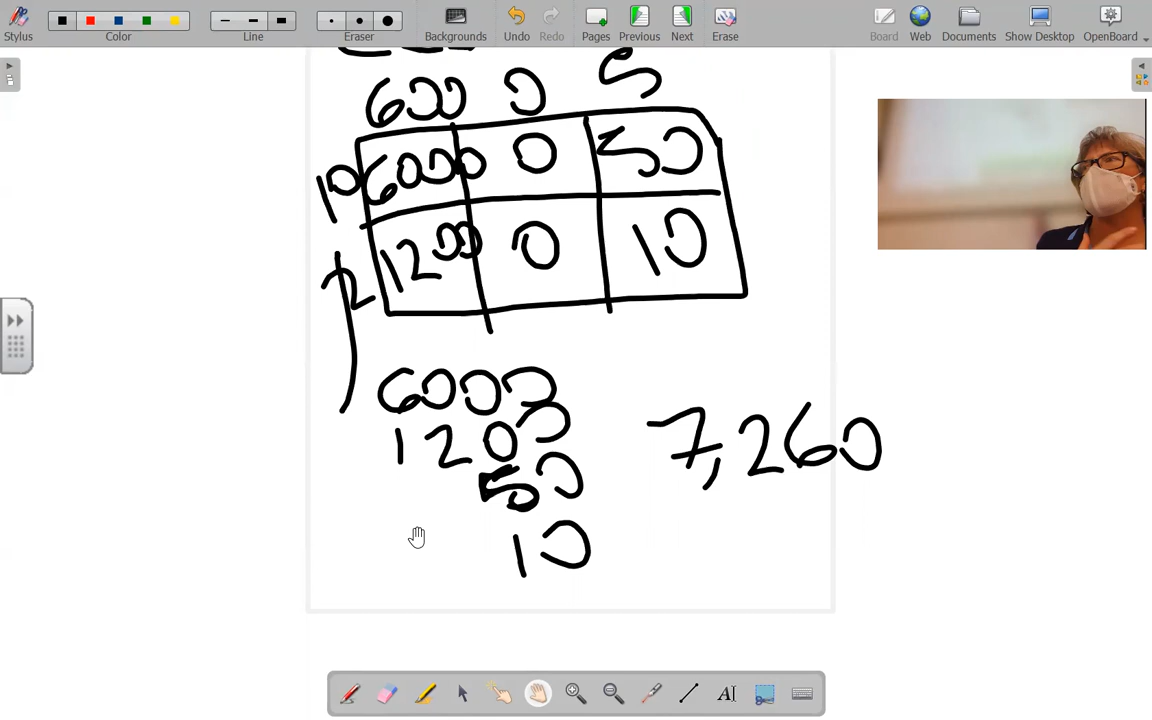 Stylus Color Line Eraser Backgrounds Undo Redo Pages Previous Next Erase Board Web Documents Show Desktop OpenBoard
600 0 5
10 6000 0 50
2 1200 0 10
6000
1200 7,260
50
10
AI